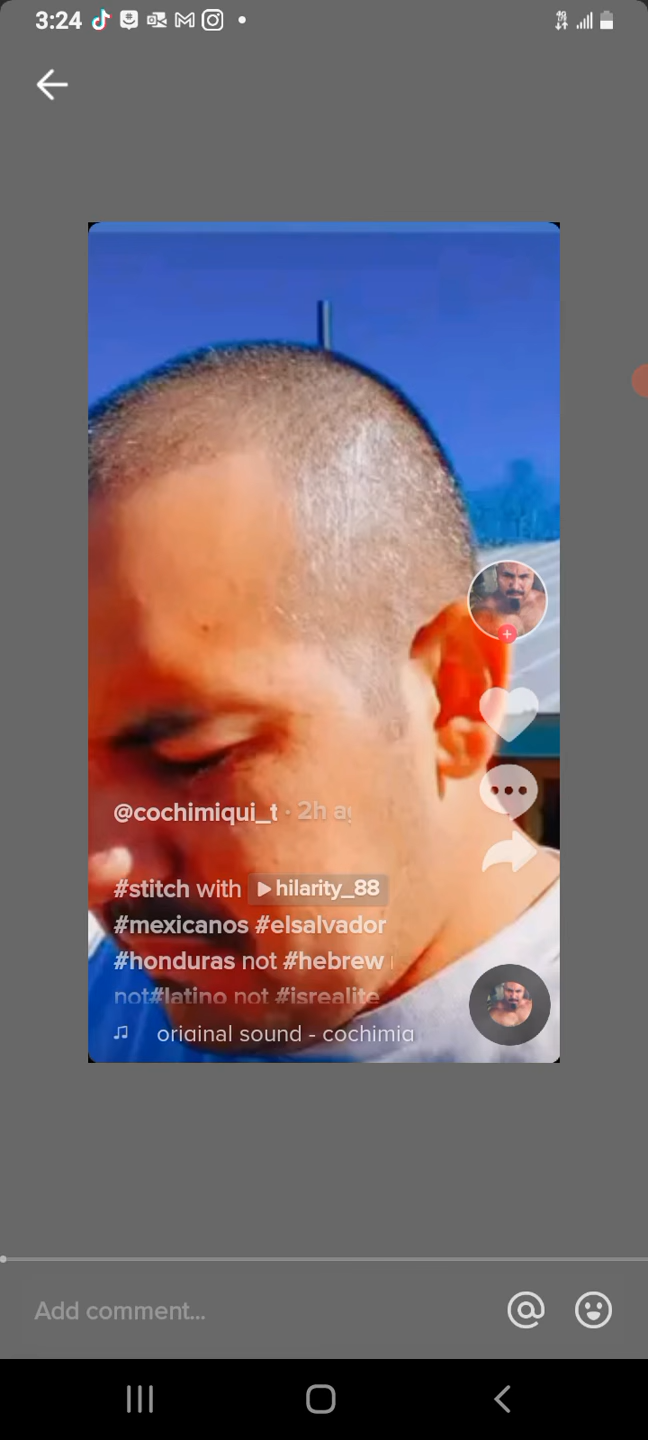 3:24
@cochimiqui_t · 2h
#stitch with hilarity_88
#mexicanos #elsalvador
#honduras not #hebrew
not#latino not #isrealite
original sound - cochimiq
Add comment...